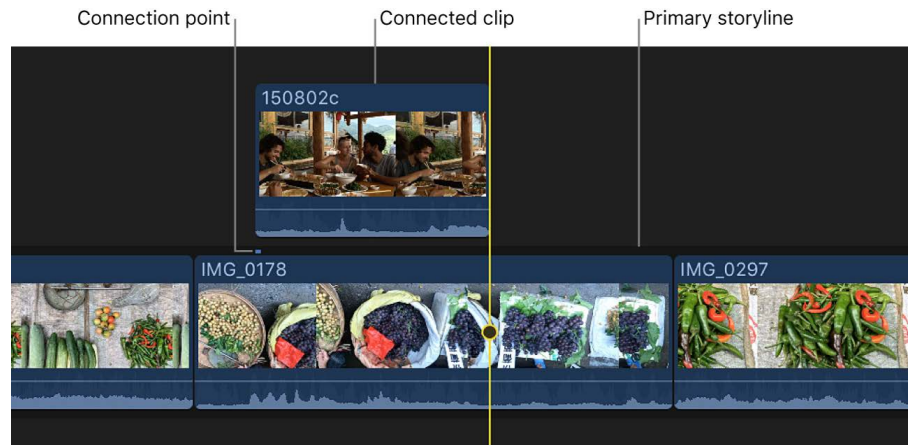 Connection point
Connected clip
Primary storyline
150802c
IMG_0178
IMG_0297